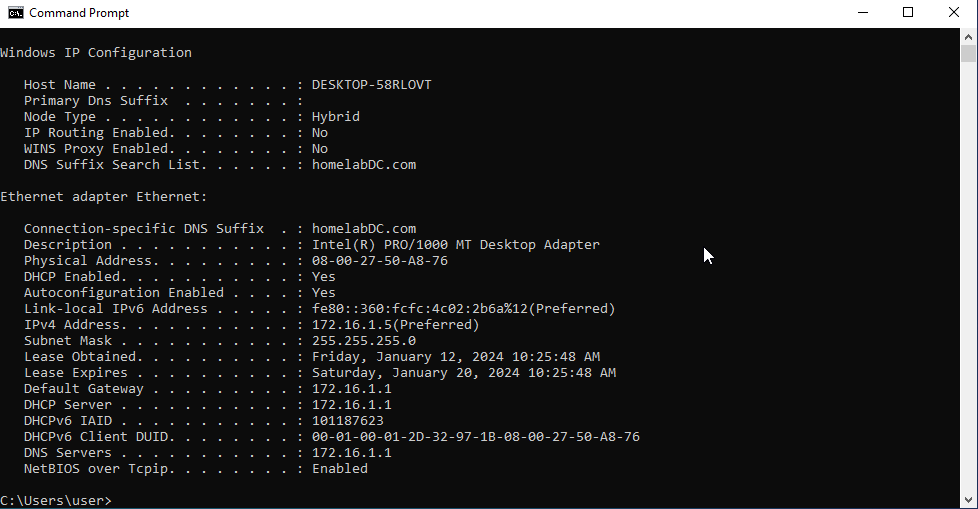 Command Prompt
Windows IP Configuration
Host Name . . . . . . . . . . . . : DESKTOP-58RLOVT
Primary Dns Suffix  . . . . . . . :
Node Type . . . . . . . . . . . . : Hybrid
IP Routing Enabled. . . . . . . . : No
WINS Proxy Enabled. . . . . . . . : No
DNS Suffix Search List. . . . . . : homelabDC.com
Ethernet adapter Ethernet:
Connection-specific DNS Suffix  . : homelabDC.com
Description . . . . . . . . . . . : Intel(R) PRO/1000 MT Desktop Adapter
Physical Address. . . . . . . . . : 08-00-27-50-A8-76
DHCP Enabled. . . . . . . . . . . : Yes
Autoconfiguration Enabled . . . . : Yes
Link-local IPv6 Address . . . . . : fe80::360:fcfc:4c02:2b6a%12(Preferred)
IPv4 Address. . . . . . . . . . . : 172.16.1.5(Preferred)
Subnet Mask . . . . . . . . . . . : 255.255.255.0
Lease Obtained. . . . . . . . . . : Friday, January 12, 2024 10:25:48 AM
Lease Expires . . . . . . . . . . : Saturday, January 20, 2024 10:25:48 AM
Default Gateway . . . . . . . . . : 172.16.1.1
DHCP Server . . . . . . . . . . . : 172.16.1.1
DHCPv6 IAID . . . . . . . . . . . : 101187623
DHCPv6 Client DUID. . . . . . . . : 00-01-00-01-2D-32-97-1B-08-00-27-50-A8-76
DNS Servers . . . . . . . . . . . : 172.16.1.1
NetBIOS over Tcpip. . . . . . . . : Enabled
C:\Users\user>